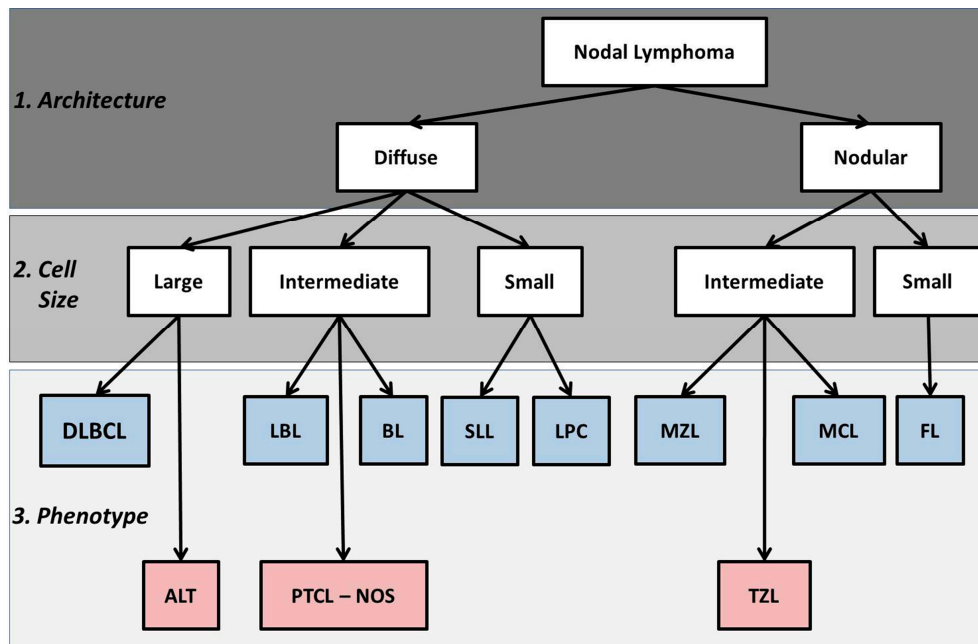 Nodal Lymphoma
1. Architecture
Diffuse
Nodular
2. Cell
Size
Large
Intermediate
Small
Intermediate
Small
DLBCL
LBL
BL
SLL
LPC
MZL
MCL
FL
3. Phenotype
ALT
PTCL – NOS
TZL